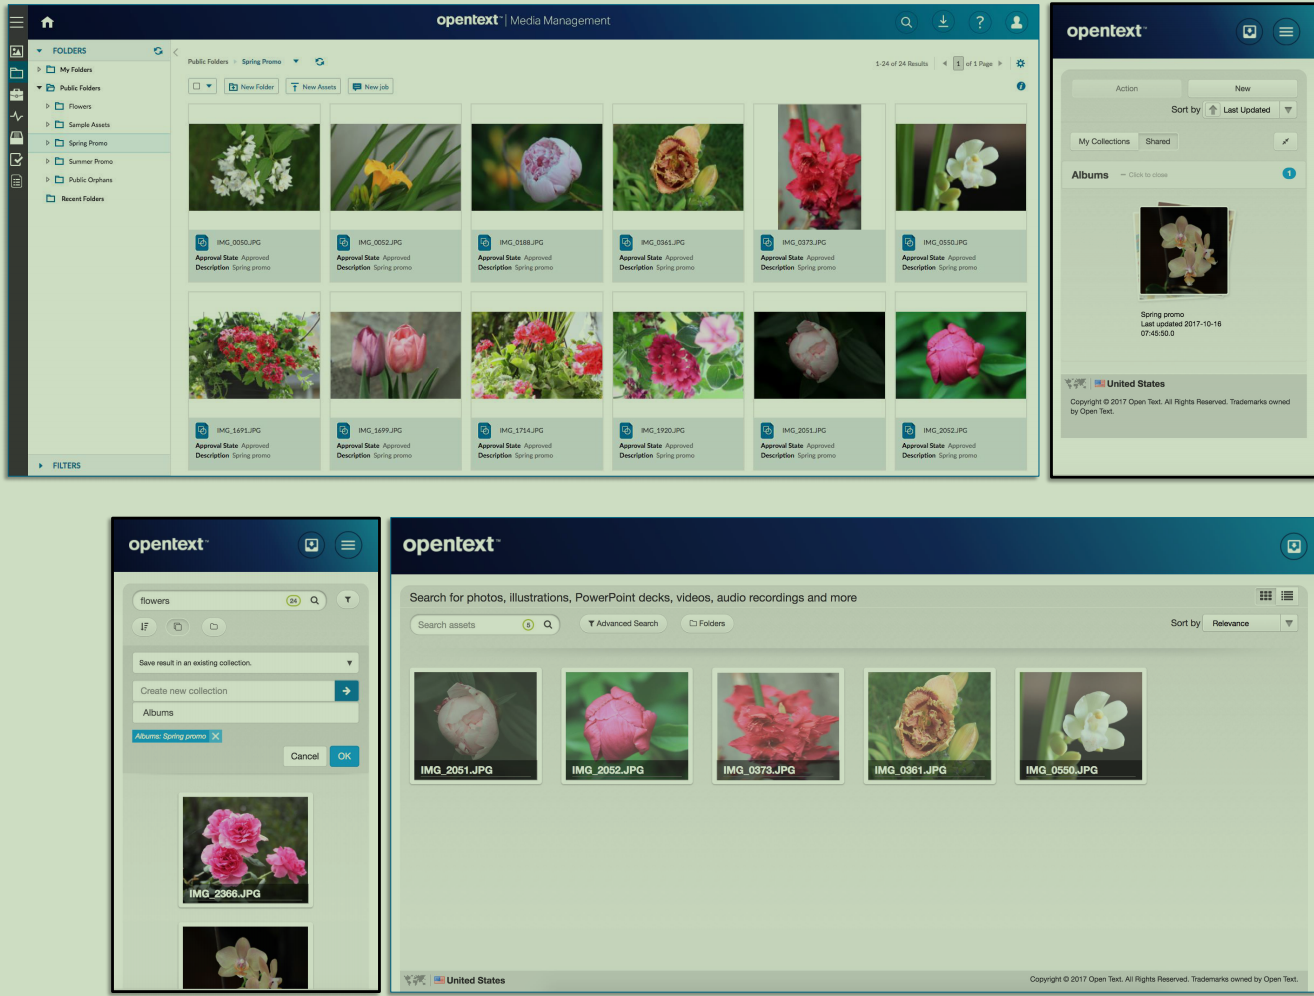 opentext™ | Media Management
FOLDERS
My Folders
Public Folders
Flowers
Sample Assets
Spring Promo
Summer Promo
Public Orphans
Recent Folders
FILTERS
Public Folders Spring Promo
1-24 of 24 Results 1 of 1 Page
New Folder New Assets New job
IMG_0050.JPG
Approval State Approved
Description Spring promo
IMG_0052.JPG
Approval State Approved
Description Spring promo
IMG_0188.JPG
Approval State Approved
Description Spring promo
IMG_0361.JPG
Approval State Approved
Description Spring promo
IMG_0373.JPG
Approval State Approved
Description Spring promo
IMG_0550.JPG
Approval State Approved
Description Spring promo
IMG_1691.JPG
Approval State Approved
Description Spring promo
IMG_1699.JPG
Approval State Approved
Description Spring promo
IMG_1714.JPG
Approval State Approved
Description Spring promo
IMG_1920.JPG
Approval State Approved
Description Spring promo
IMG_2051.JPG
Approval State Approved
Description Spring promo
IMG_2052.JPG
Approval State Approved
Description Spring promo
opentext™
Action New
Sort by Last Updated
My Collections Shared
Albums – Click to close 1
Spring promo
Last updated 2017-10-16
07:45:50.0
United States
Copyright © 2017 Open Text. All Rights Reserved. Trademarks owned
by Open Text.
opentext™
flowers 24
Save result in an existing collection.
Create new collection
Albums
Albums: Spring promo
Cancel OK
IMG_2366.JPG
opentext™
Search for photos, illustrations, PowerPoint decks, videos, audio recordings and more
Search assets 5 Advanced Search Folders
Sort by Relevance
IMG_2051.JPG
IMG_2052.JPG
IMG_0373.JPG
IMG_0361.JPG
IMG_0550.JPG
United States
Copyright © 2017 Open Text. All Rights Reserved. Trademarks owned by Open Text.